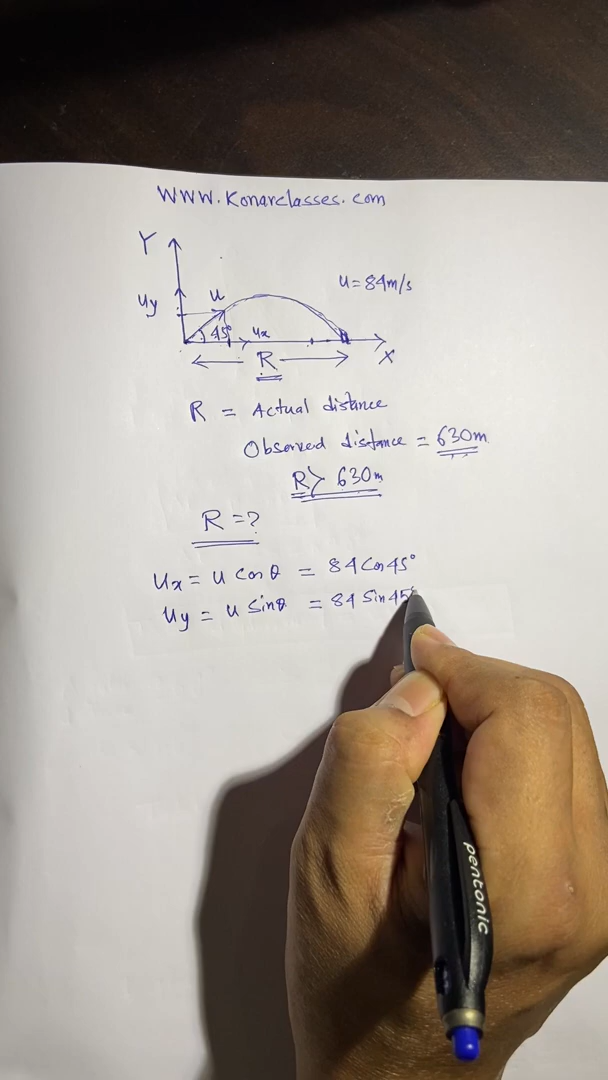 WWW.Konarclasses.com
Y
uy
u
u = 84m/s
45°
ux
X
R
R = Actual distance
Observed distance = 630m
R > 630m
R = ?
ux = u cos θ = 84 Cos 45°
uy = u sinθ = 84 Sin 45°
pentonic